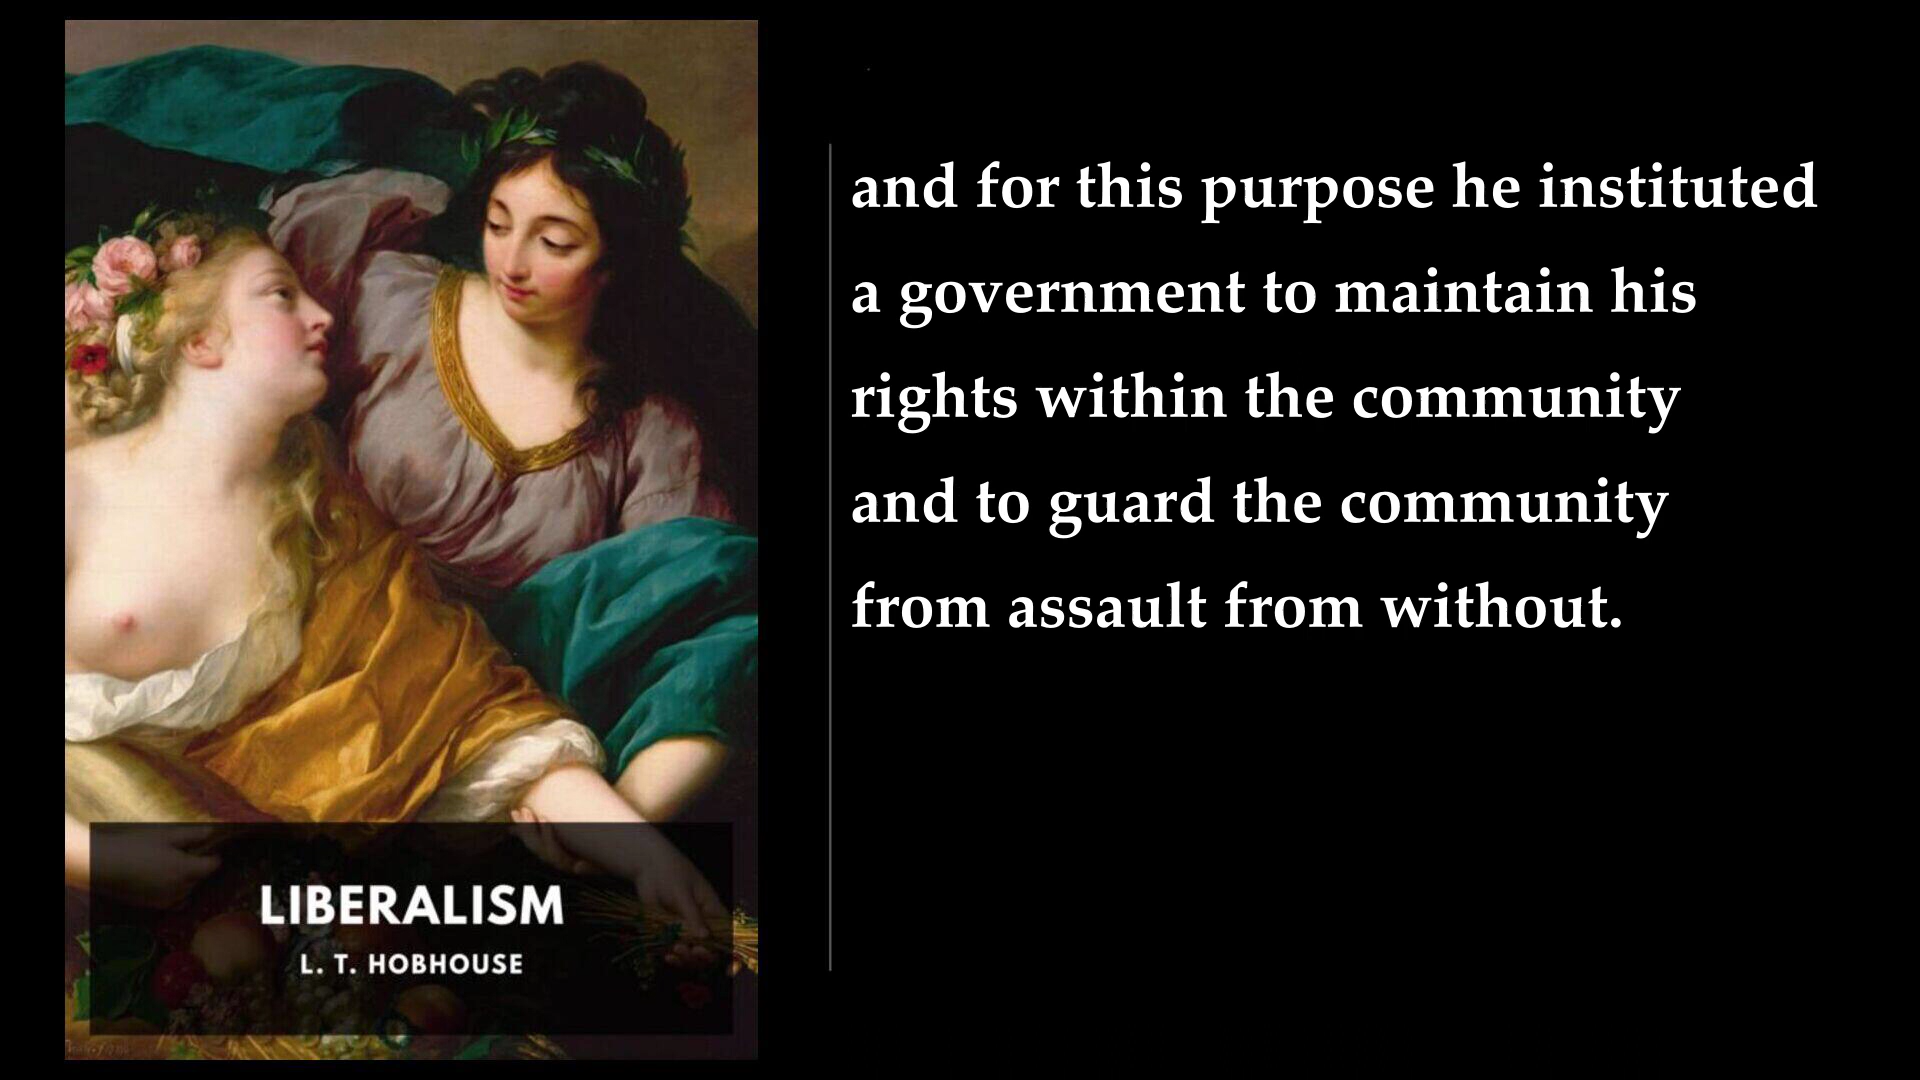 and for this purpose he instituted
a government to maintain his
rights within the community
and to guard the community
from assault from without.
LIBERALISM
L. T. HOBHOUSE